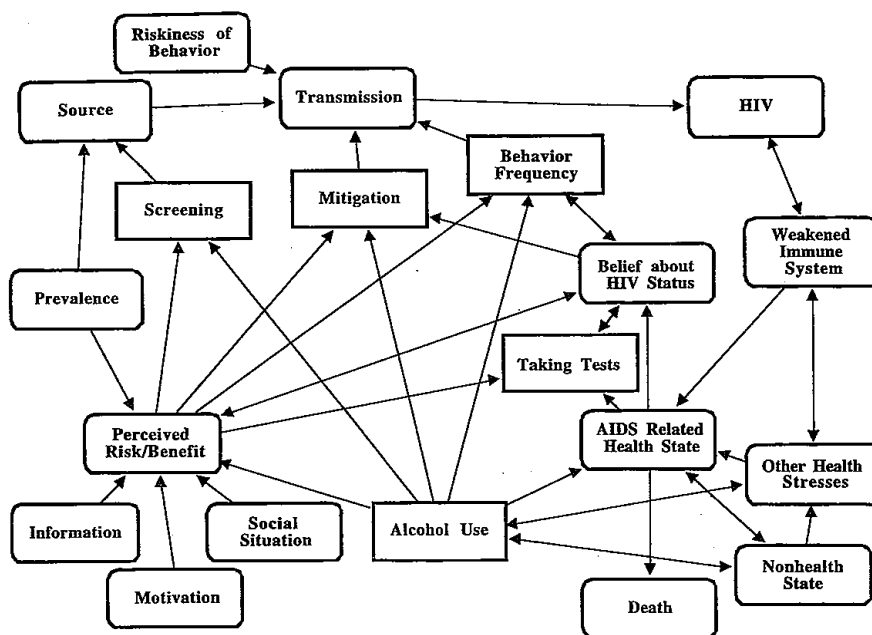 Riskiness of
Behavior
Source
Transmission
HIV
Behavior
Frequency
Screening
Mitigation
Weakened
Immune
System
Belief about
HIV Status
Prevalence
Taking Tests
Perceived
Risk/Benefit
AIDS Related
Health State
Other Health
Stresses
Information
Social
Situation
Alcohol Use
Nonhealth
State
Motivation
Death